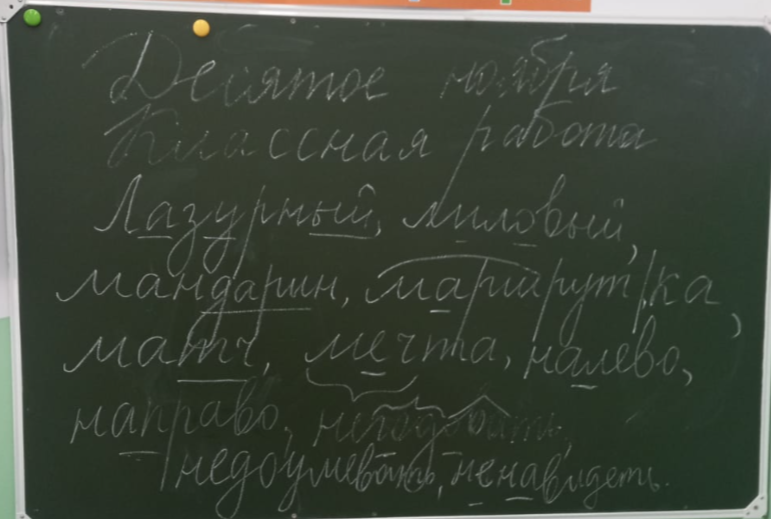 Десятое ноября
Классная работа
Лазурный, лиловый,
мандарин, маршрутка,
матч, мечта, налево,
направо, негодовать,
недоумевать, ненавидеть.